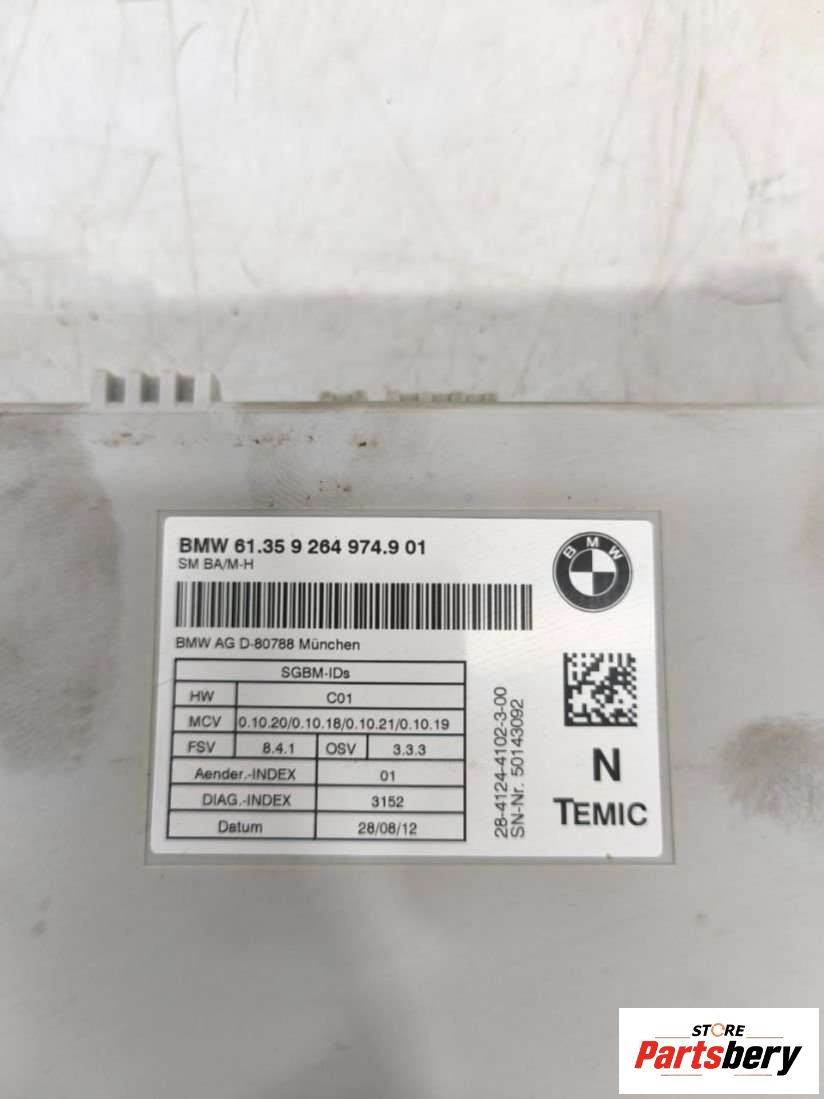 BMW 61.35 9 264 974.9 01
SM BA/M-H
BMW
BMW AG D-80788 München
SGBM-IDs
HW C01
MCV 0.10.20/0.10.18/0.10.21/0.10.19
FSV 8.4.1 OSV 3.3.3
Aender.-INDEX 01
DIAG.-INDEX 3152
Datum 28/08/12
28-4124-4102-3-00
SN-Nr. 50143092
N
TEMIC
STORE
Partsbery